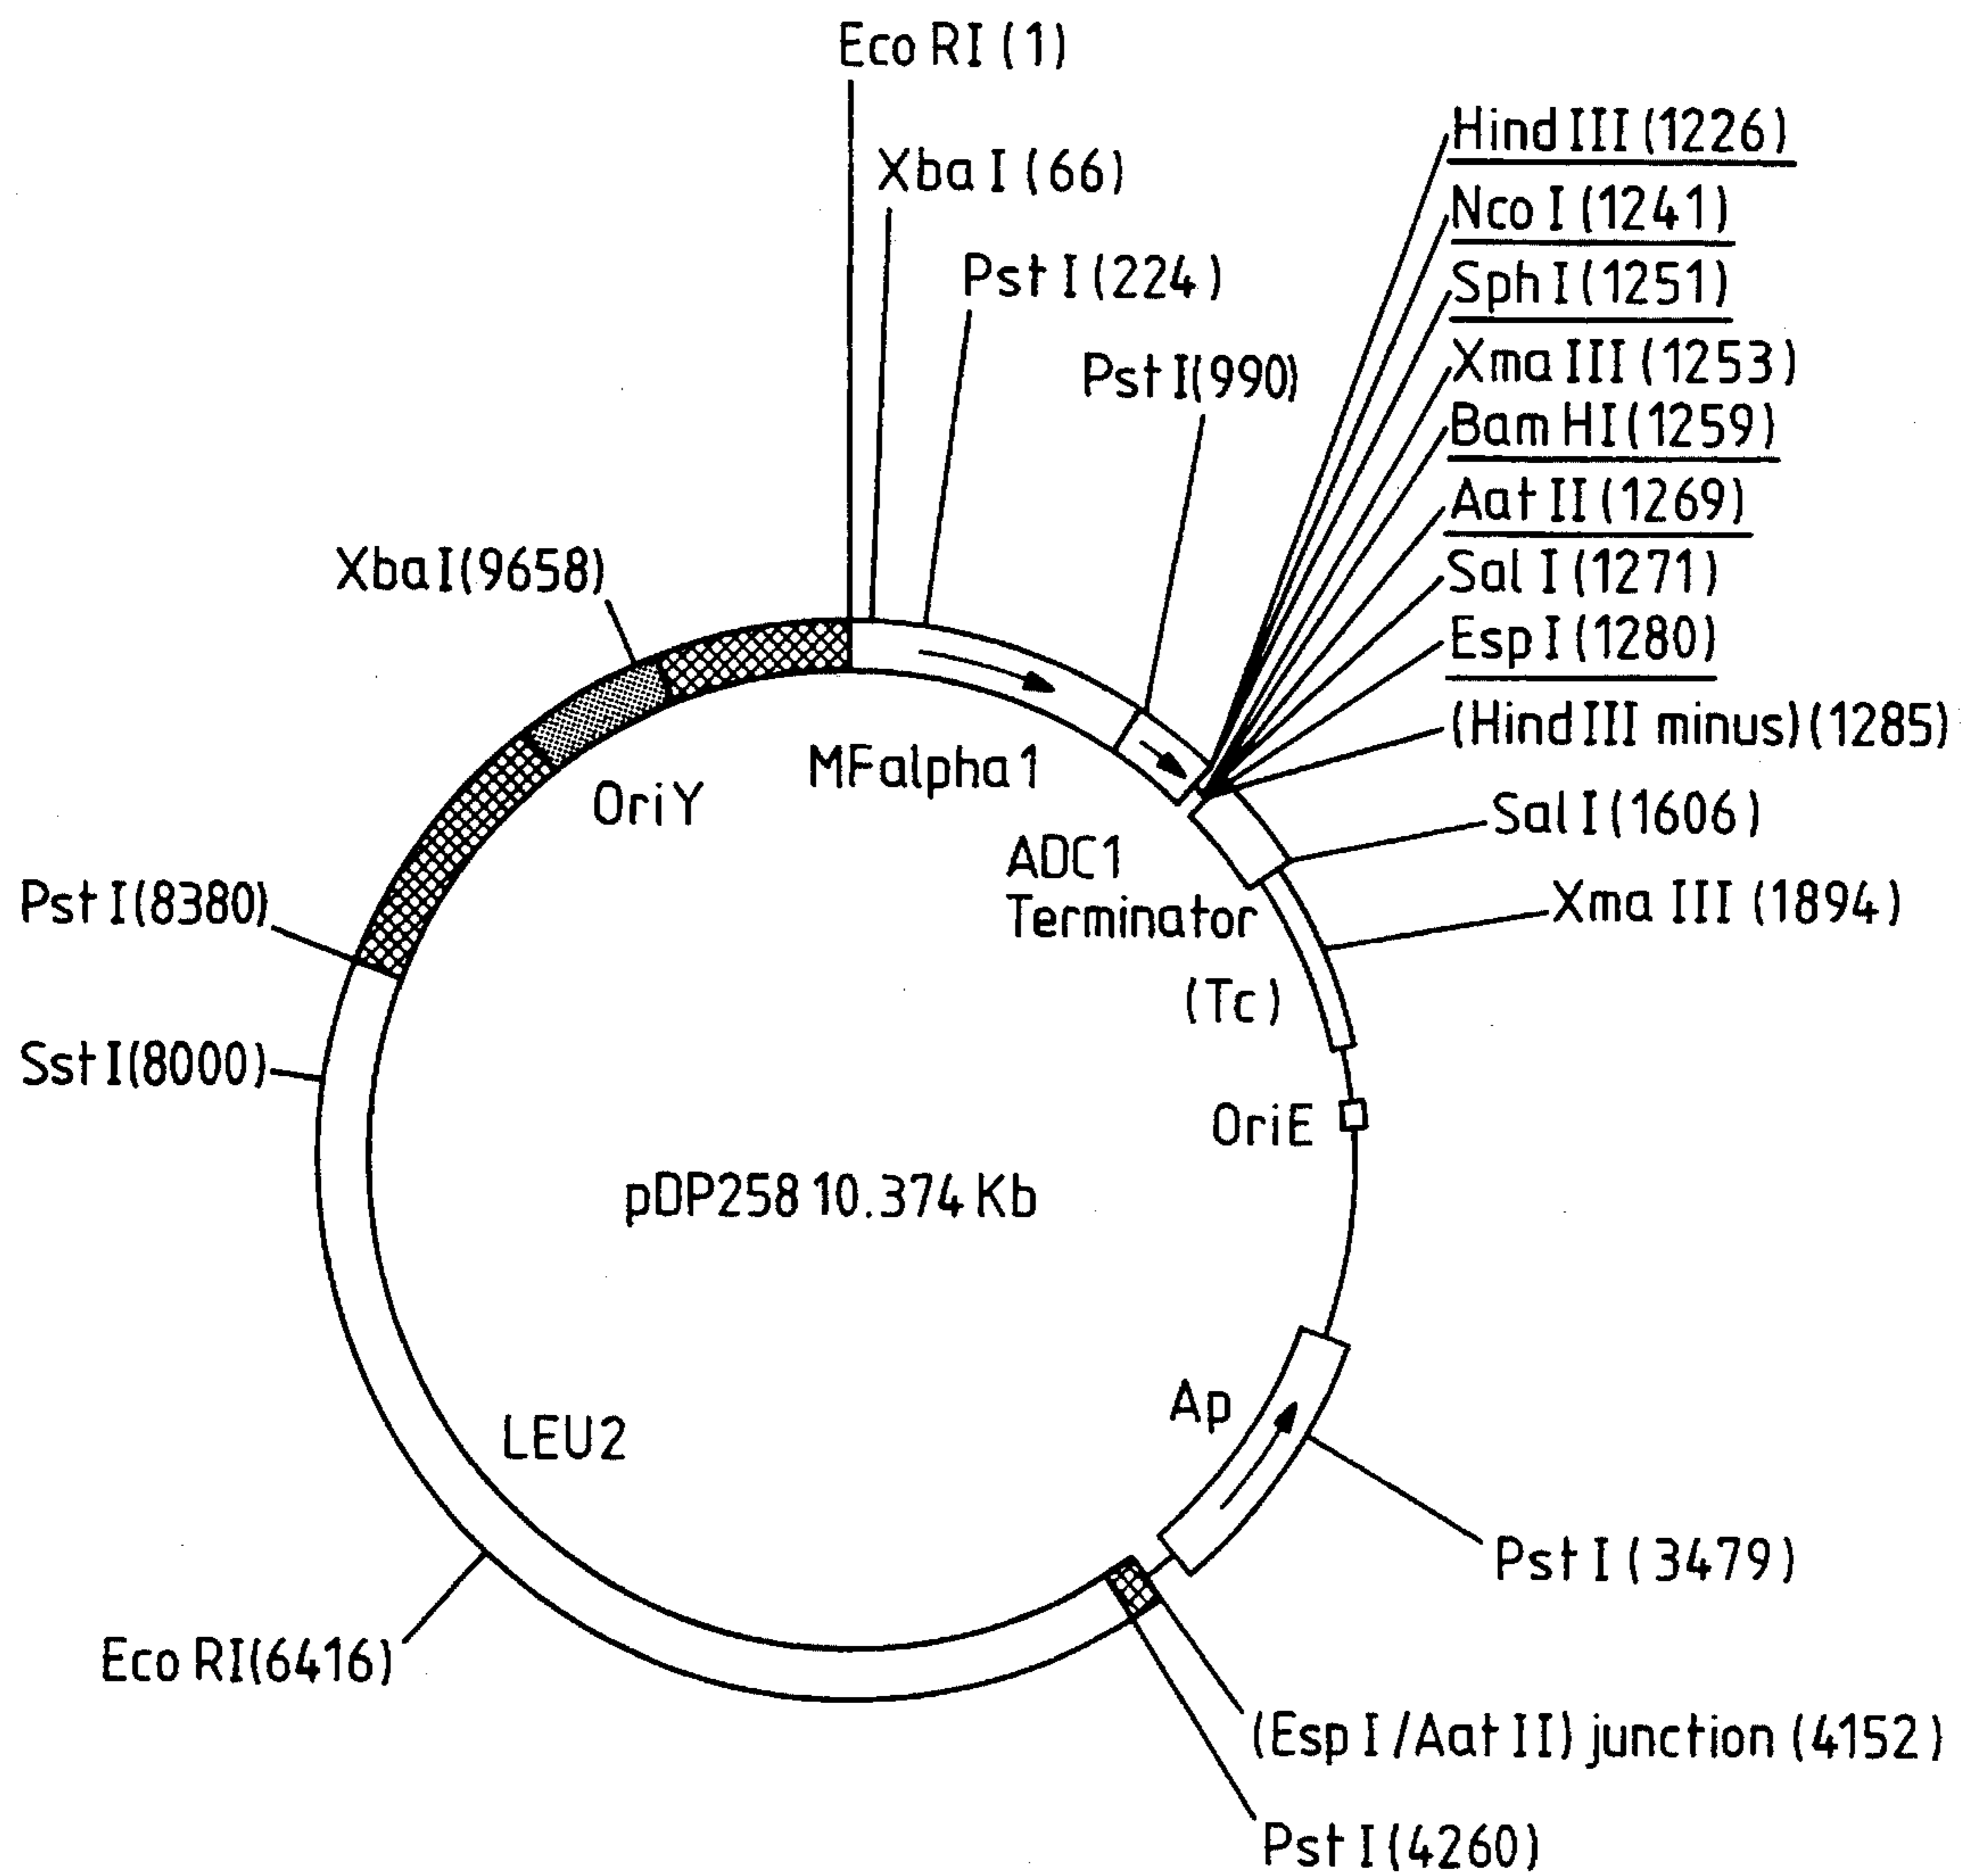 Eco RI (1)
Xba I (66)
Pst I (224)
Pst I (990)
Hind III (1226)
Nco I (1241)
Sph I (1251)
Xma III (1253)
Bam HI (1259)
Aat II (1269)
Sal I (1271)
Esp I (1280)
(Hind III minus) (1285)
Sal I (1606)
Xma III (1894)
Xba I (9658)
MFalpha1
OriY
ADC1
Terminator
(Tc)
Pst I (8380)
Sst I (8000)
OriE
pDP258 10.374 Kb
Ap
LEU2
Pst I (3479)
Eco RI (6416)
(Esp I / Aat II) junction (4152)
Pst I (4260)